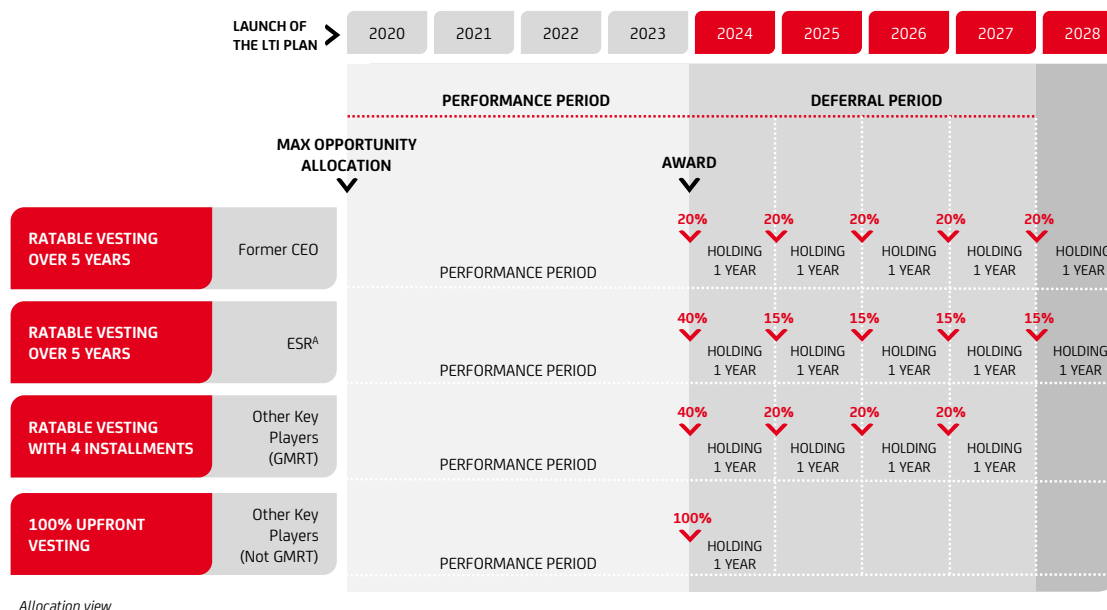 LAUNCH OF
THE LTI PLAN
2020 2021 2022 2023 2024 2025 2026 2027 2028
PERFORMANCE PERIOD DEFERRAL PERIOD
MAX OPPORTUNITY
ALLOCATION
AWARD
RATABLE VESTING
OVER 5 YEARS
Former CEO
PERFORMANCE PERIOD
20% 20% 20% 20% 20%
HOLDING HOLDING HOLDING HOLDING HOLDING
1 YEAR 1 YEAR 1 YEAR 1 YEAR 1 YEAR
RATABLE VESTING
OVER 5 YEARS
ESRᴬ
PERFORMANCE PERIOD
40% 15% 15% 15% 15%
HOLDING HOLDING HOLDING HOLDING HOLDING
1 YEAR 1 YEAR 1 YEAR 1 YEAR 1 YEAR
RATABLE VESTING
WITH 4 INSTALLMENTS
Other Key
Players
(GMRT)
PERFORMANCE PERIOD
40% 20% 20% 20%
HOLDING HOLDING HOLDING HOLDING
1 YEAR 1 YEAR 1 YEAR 1 YEAR
100% UPFRONT
VESTING
Other Key
Players
(Not GMRT)
PERFORMANCE PERIOD
100%
HOLDING
1 YEAR
Allocation view